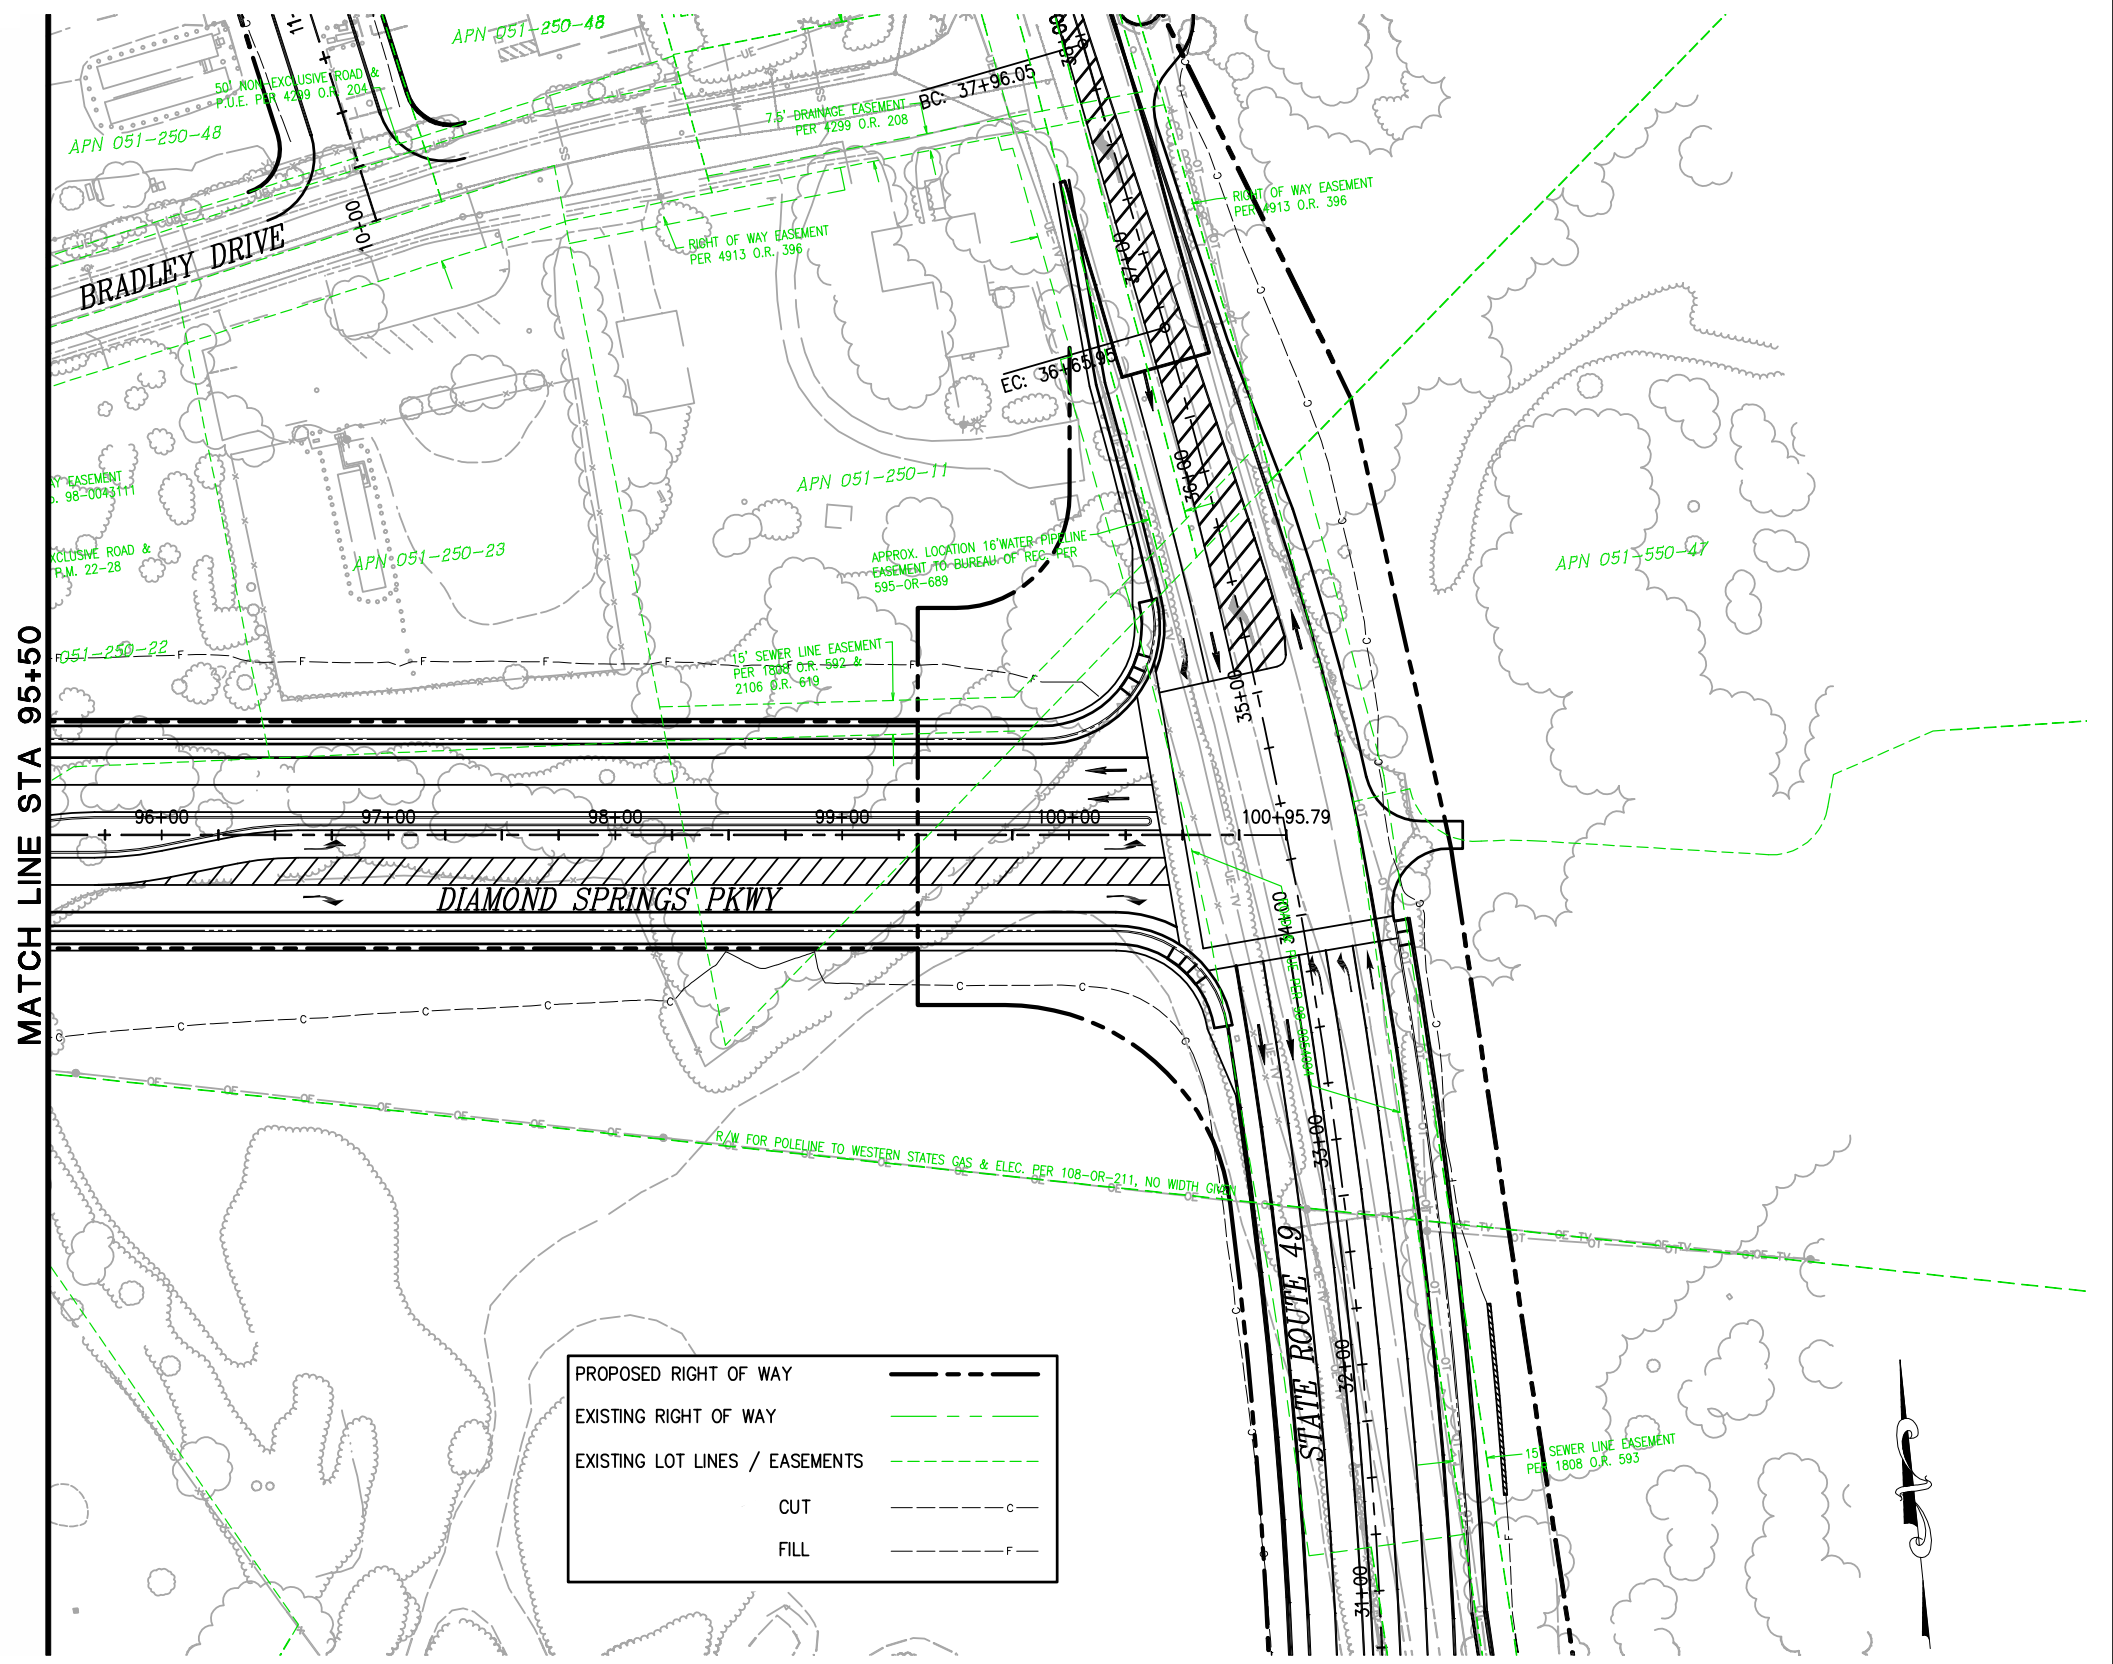 APN 051-250-48
50' NON-EXCLUSIVE ROAD &
P.U.E. PER 4299 O.R. 204
APN 051-250-48
BC: 37+96.05
7.5' DRAINAGE EASEMENT
PER 4299 O.R. 208
RIGHT OF WAY EASEMENT
PER 4913 O.R. 396
10+00
BRADLEY DRIVE
RIGHT OF WAY EASEMENT
PER 4913 O.R. 396
37+00
EC: 36+65.95
APN 051-250-11
36+00
AY EASEMENT
98-0043111
APN 051-250-23
XCLUSIVE ROAD &
P.M. 22-28
APPROX. LOCATION 16'WATER PIPELINE
EASEMENT TO BUREAU OF REC. PER
595-OR-689
APN 051-550-47
051-250-22
15' SEWER LINE EASEMENT
PER 1808 O.R. 592 &
2106 O.R. 619
35+00
MATCH LINE STA 95+50
96+00
97+00
98+00
99+00
100+00
100+95.79
DIAMOND SPRINGS PKWY
34+00
R/W FOR POLELINE TO WESTERN STATES GAS & ELEC. PER 108-OR-211, NO WIDTH GIVEN
33+00
STATE ROUTE 49
32+00
31+00
15' SEWER LINE EASEMENT
PER 1808 O.R. 593
PROPOSED RIGHT OF WAY
EXISTING RIGHT OF WAY
EXISTING LOT LINES / EASEMENTS
CUT
C
FILL
F